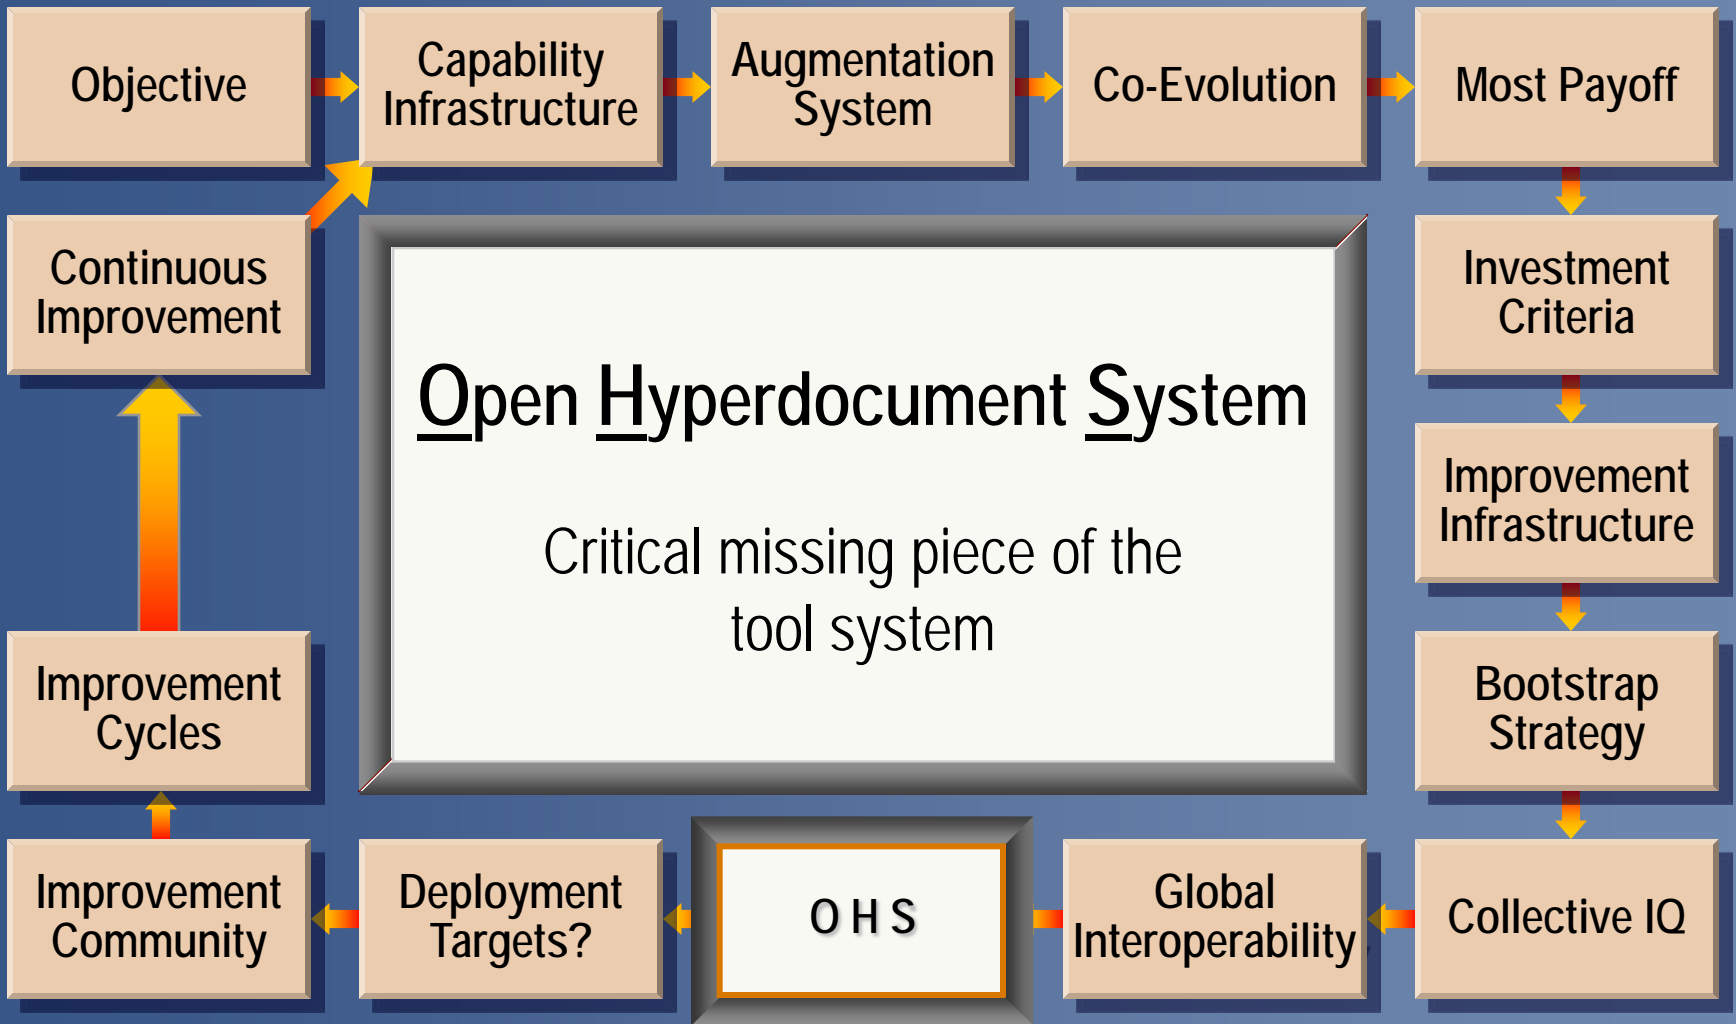 Objective
Capability
Infrastructure
Augmentation
System
Co-Evolution
Most Payoff
Continuous
Improvement
Open Hyperdocument System
Critical missing piece of the
tool system
Investment
Criteria
Improvement
Infrastructure
Improvement
Cycles
Bootstrap
Strategy
Improvement
Community
Deployment
Targets?
O H S
Global
Interoperability
Collective IQ